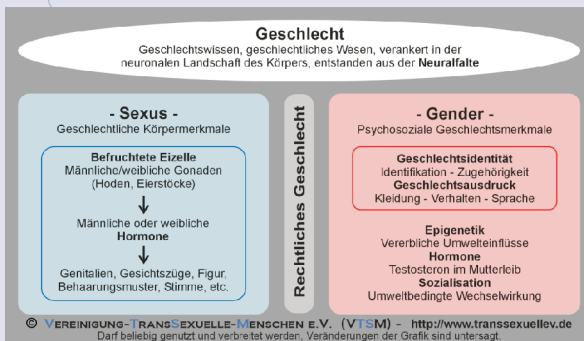 Geschlecht
Geschlechtswissen, geschlechtliches Wesen, verankert in der
neuronalen Landschaft des Körpers, entstanden aus der Neuralfalte
- Sexus -
Geschlechtliche Körpermerkmale
Befruchtete Eizelle
Männliche/weibliche Gonaden
(Hoden, Eierstöcke)
Männliche oder weibliche
Hormone
Genitalien, Gesichtszüge, Figur,
Behaarungsmuster, Stimme, etc.
Rechtliches Geschlecht
- Gender -
Psychosoziale Geschlechtsmerkmale
Geschlechtsidentität
Identifikation - Zugehörigkeit
Geschlechtsausdruck
Kleidung - Verhalten - Sprache
Epigenetik
Vererbliche Umwelteinflüsse
Hormone
Testosteron im Mutterleib
Sozialisation
Umweltbedingte Wechselwirkung
© VEREINIGUNG-TRANSSEXUELLE-MENSCHEN E.V. (VTSM) - http://www.transsexuellev.de
Darf beliebig genutzt und verbreitet werden, Veränderungen der Grafik sind untersagt.